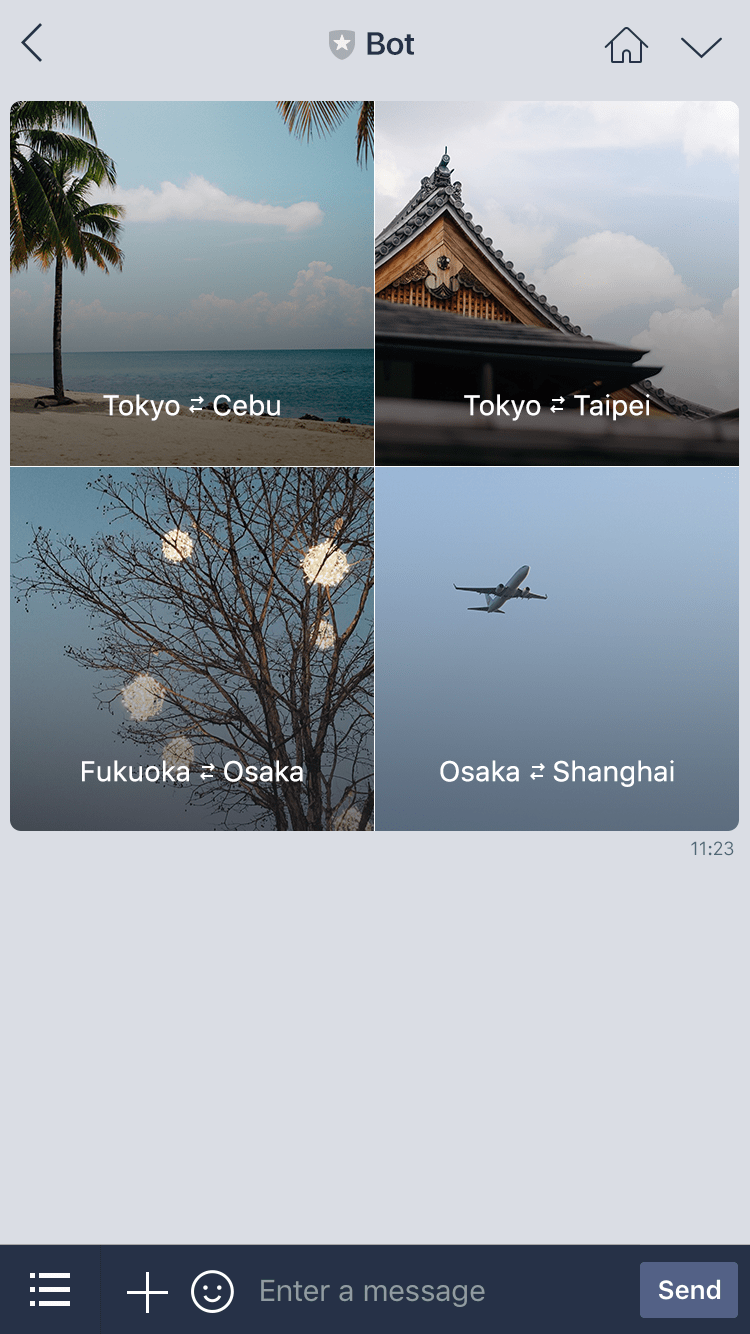 Bot
Tokyo ⇄ Cebu
Tokyo ⇄ Taipei
Fukuoka ⇄ Osaka
Osaka ⇄ Shanghai
11:23
Enter a message
Send